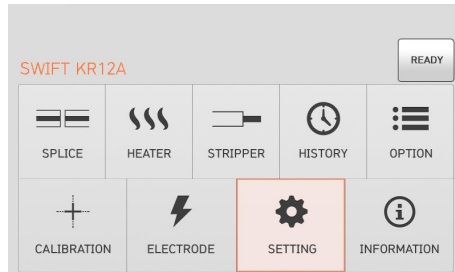 READY
SWIFT KR12A
SPLICE HEATER STRIPPER HISTORY OPTION
CALIBRATION ELECTRODE SETTING INFORMATION